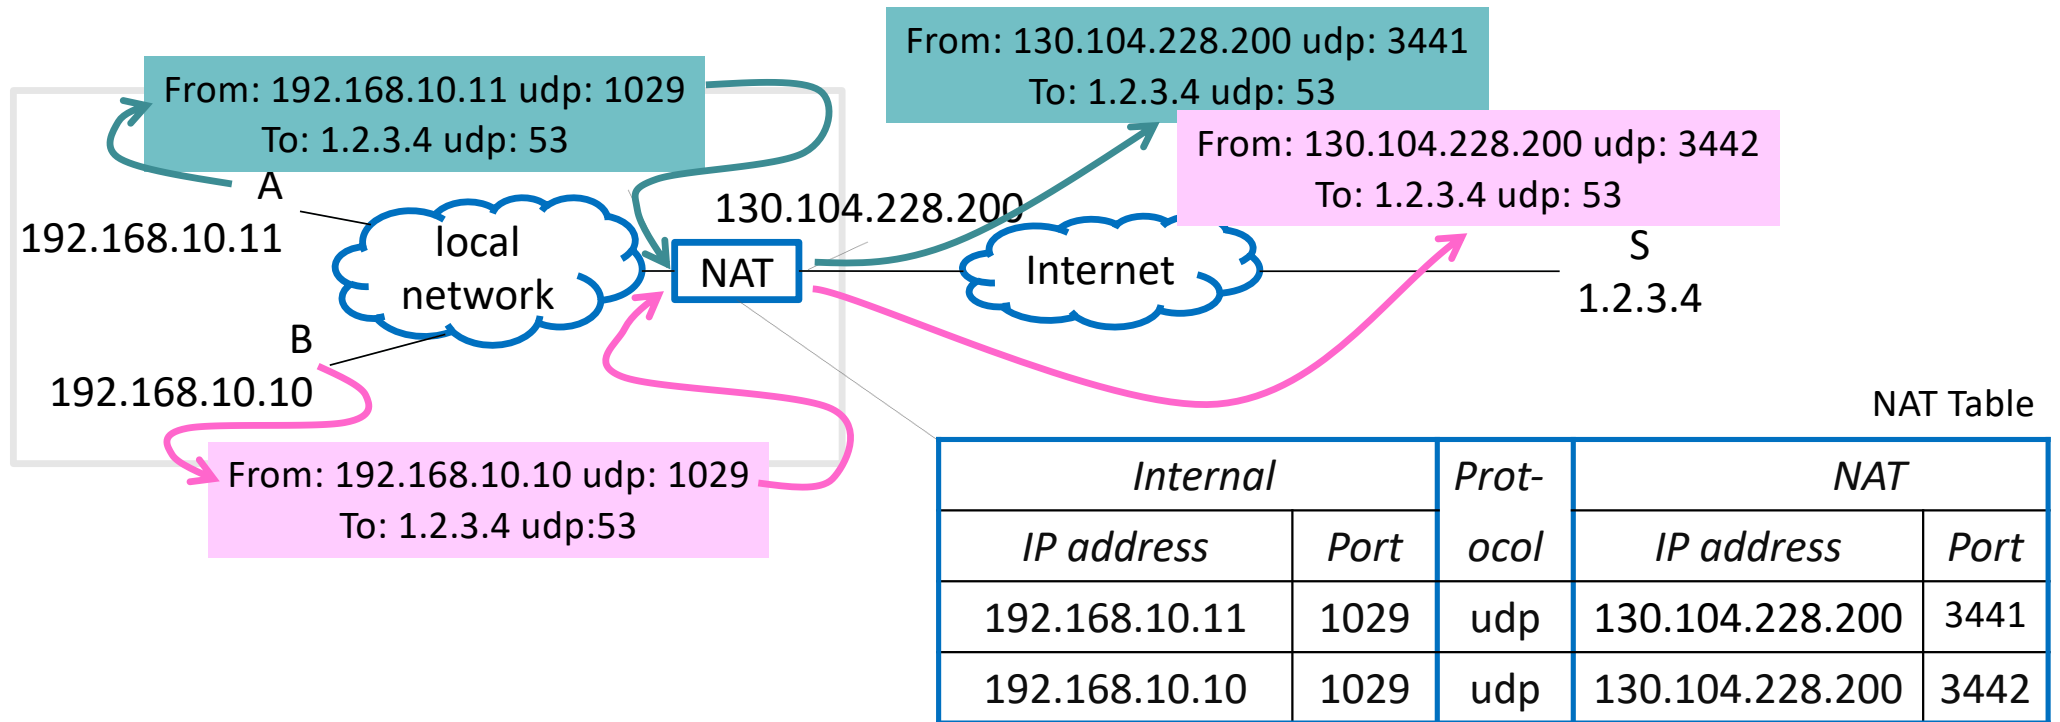 From: 130.104.228.200 udp: 3441
To: 1.2.3.4 udp: 53
From: 192.168.10.11 udp: 1029
To: 1.2.3.4 udp: 53
From: 130.104.228.200 udp: 3442
To: 1.2.3.4 udp: 53
A
192.168.10.11
local
network
130.104.228.200
NAT
Internet
S
1.2.3.4
B
192.168.10.10
From: 192.168.10.10 udp: 1029
To: 1.2.3.4 udp:53
NAT Table
Internal Prot- NAT
IP address Port ocol IP address Port
192.168.10.11 1029 udp 130.104.228.200 3441
192.168.10.10 1029 udp 130.104.228.200 3442